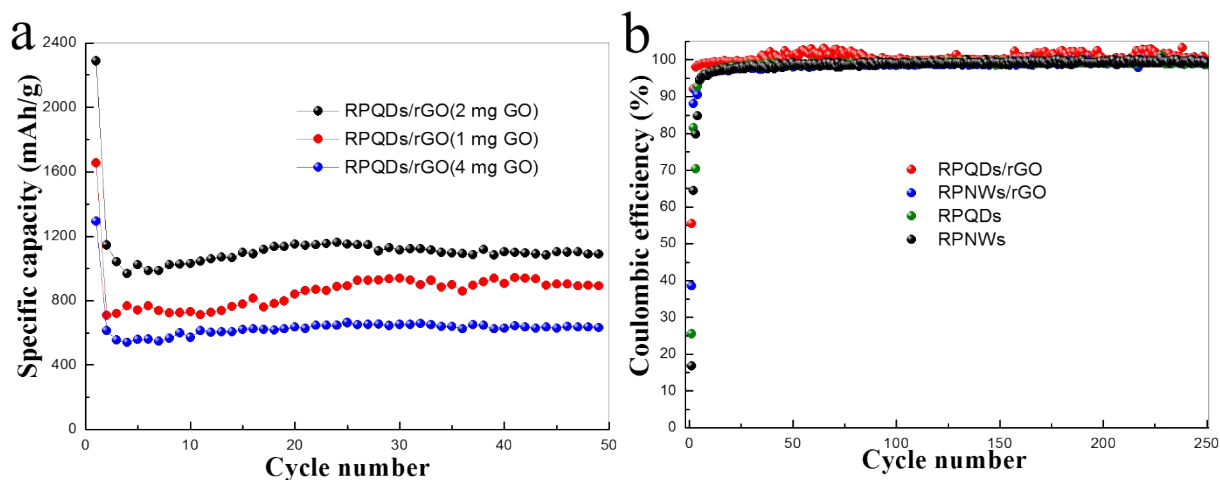 a
2400
2000
1600
1200
800
400
0
Specific capacity (mAh/g)
RPQDs/rGO(2 mg GO)
RPQDs/rGO(1 mg GO)
RPQDs/rGO(4 mg GO)
0 10 20 30 40 50
Cycle number
b
100
90
80
70
60
50
40
30
20
10
0
Coulombic efficiency (%)
RPQDs/rGO
RPNWs/rGO
RPQDs
RPNWs
0 50 100 150 200 250
Cycle number